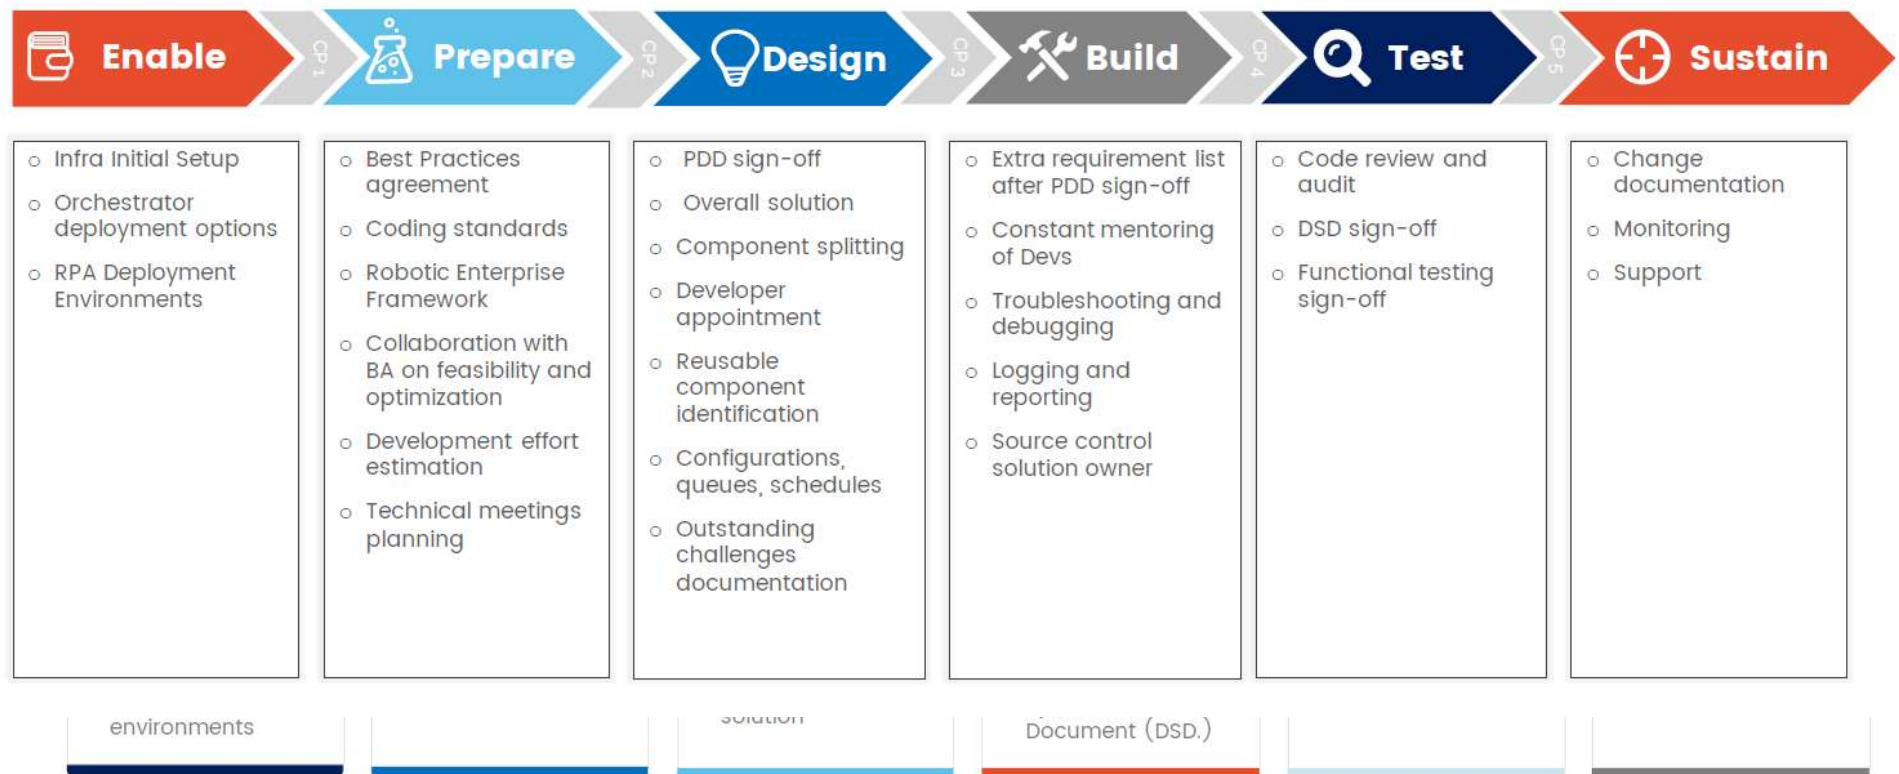 Enable
CP 1
Prepare
CP 2
Design
CP 3
Build
CP 4
Test
CP 5
Sustain
o Infra Initial Setup
o Orchestrator
deployment options
o RPA Deployment
Environments
o Best Practices
agreement
o Coding standards
o Robotic Enterprise
Framework
o Collaboration with
BA on feasibility and
optimization
o Development effort
estimation
o Technical meetings
planning
o PDD sign-off
o Overall solution
o Component splitting
o Developer
appointment
o Reusable
component
identification
o Configurations,
queues, schedules
o Outstanding
challenges
documentation
o Extra requirement list
after PDD sign-off
o Constant mentoring
of Devs
o Troubleshooting and
debugging
o Logging and
reporting
o Source control
solution owner
o Code review and
audit
o DSD sign-off
o Functional testing
sign-off
o Change
documentation
o Monitoring
o Support
environments
solution
Document (DSD.)